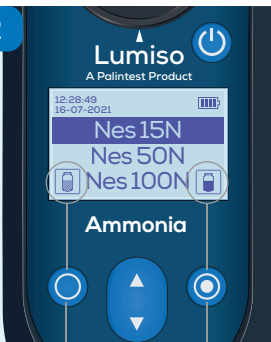 Lumiso
A Palintest Product
12:28:49
16-07-2021
Nes 15N
Nes 50N
Nes 100N
Ammonia